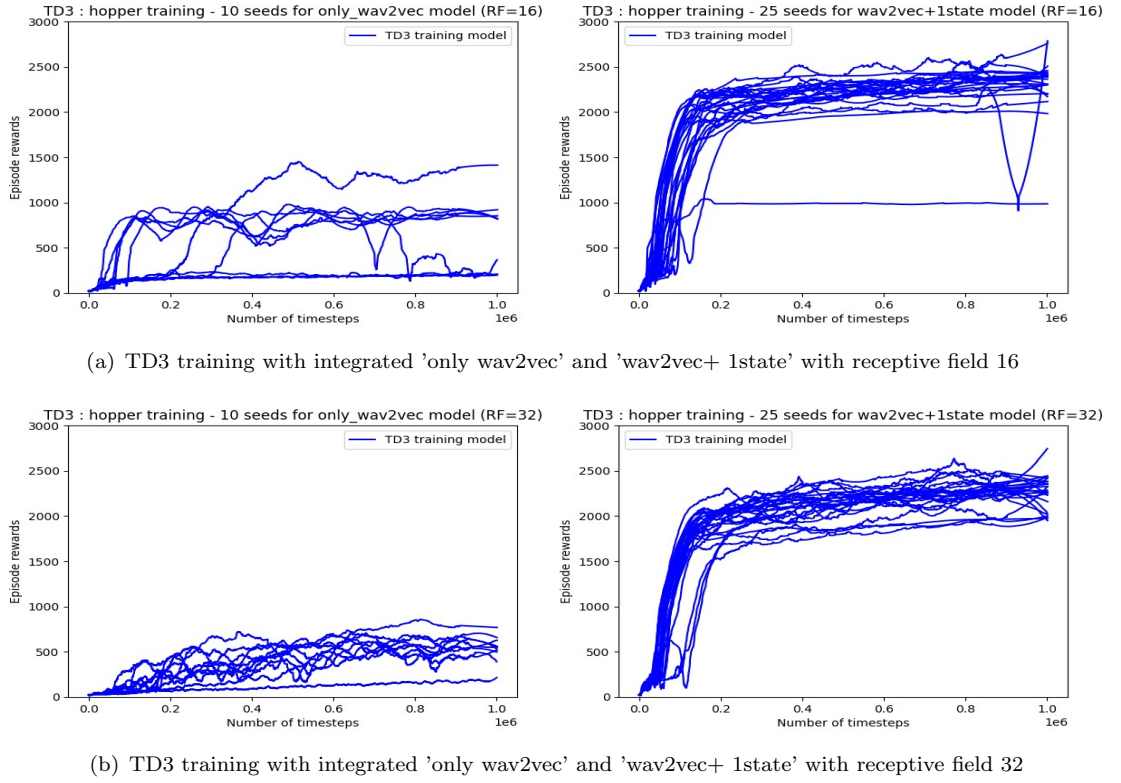 TD3 : hopper training - 10 seeds for only_wav2vec model (RF=16)
TD3 training model
3000
2500
2000
1500
1000
500
0
Episode rewards
0.0 0.2 0.4 0.6 0.8 1.0
1e6
Number of timesteps
TD3 : hopper training - 25 seeds for wav2vec+1state model (RF=16)
TD3 training model
3000
2500
2000
1500
1000
500
0
Episode rewards
0.0 0.2 0.4 0.6 0.8 1.0
1e6
Number of timesteps
(a) TD3 training with integrated 'only wav2vec' and 'wav2vec+ 1state' with receptive field 16
TD3 : hopper training - 10 seeds for only_wav2vec model (RF=32)
TD3 training model
3000
2500
2000
1500
1000
500
0
Episode rewards
0.0 0.2 0.4 0.6 0.8 1.0
1e6
Number of timesteps
TD3 : hopper training - 25 seeds for wav2vec+1state model (RF=32)
TD3 training model
3000
2500
2000
1500
1000
500
0
Episode rewards
0.0 0.2 0.4 0.6 0.8 1.0
1e6
Number of timesteps
(b) TD3 training with integrated 'only wav2vec' and 'wav2vec+ 1state' with receptive field 32